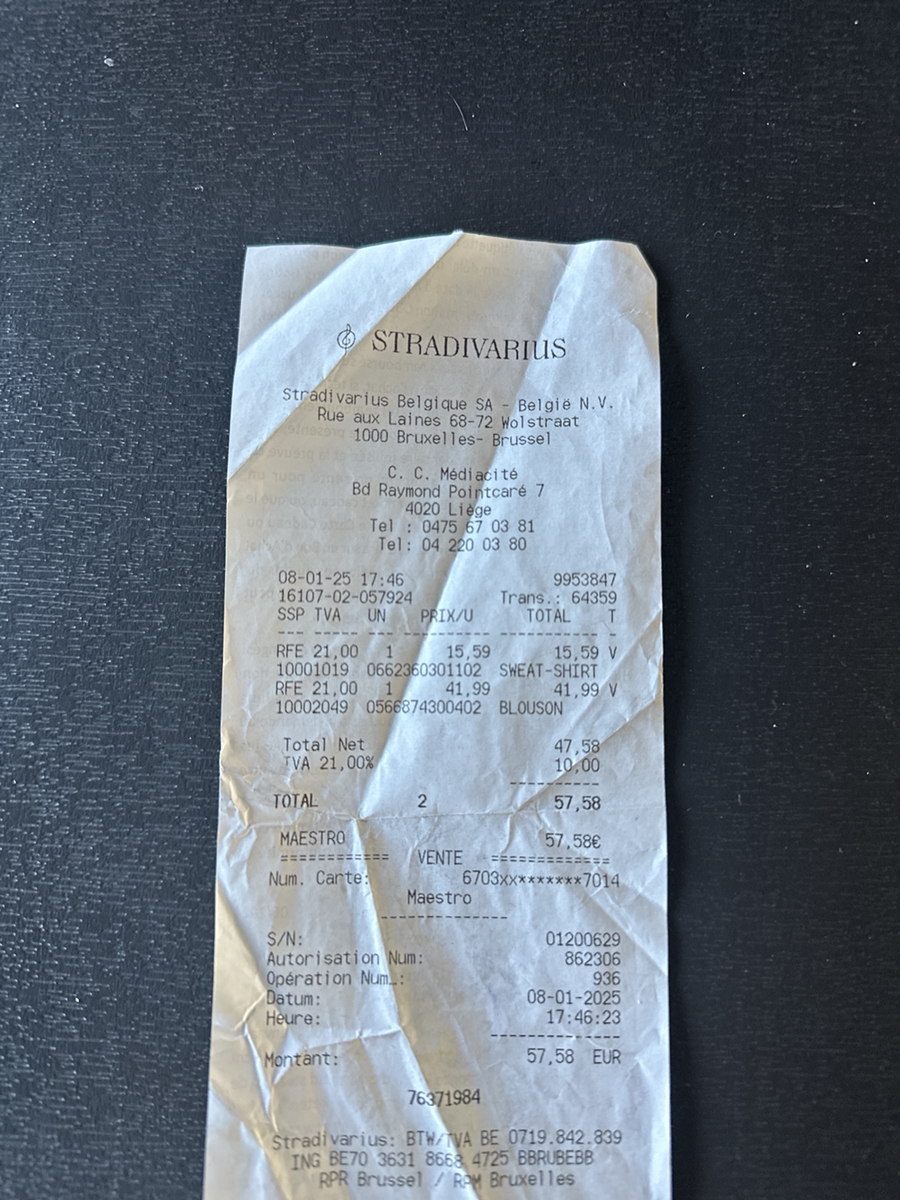 STRADIVARIUS
Stradivarius Belgique SA - België N.V.
Rue aux Laines 68-72 Wolstraat
1000 Bruxelles- Brussel
C. C. Médiacité
Bd Raymond Pointcaré 7
4020 Liège
Tel : 0475 67 03 81
Tel: 04 220 03 80
08-01-25 17:46 9953847
16107-02-057924 Trans.: 64359
SSP TVA UN PRIX/U TOTAL T
--- ----- --- --------- ----------- -
RFE 21,00 1 15,59 15,59 V
10001019 0662360301102 SWEAT-SHIRT
RFE 21,00 1 41,99 41,99 V
10002049 0566874300402 BLOUSON
Total Net 47,58
TVA 21,00% 10,00
----------
TOTAL 2 57,58
MAESTRO 57,58€
============ VENTE =============
Num. Carte: 6703xx*******7014
Maestro
-------------
S/N: 01200629
Autorisation Num: 862306
Opération Num.: 936
Datum: 08-01-2025
Heure: 17:46:23
-------------
Montant: 57,58 EUR
76371984
Stradivarius: BTW/TVA BE 0719.842.839
ING BE70 3631 8668 4725 BBRUBEBB
RPR Brussel / RPM Bruxelles